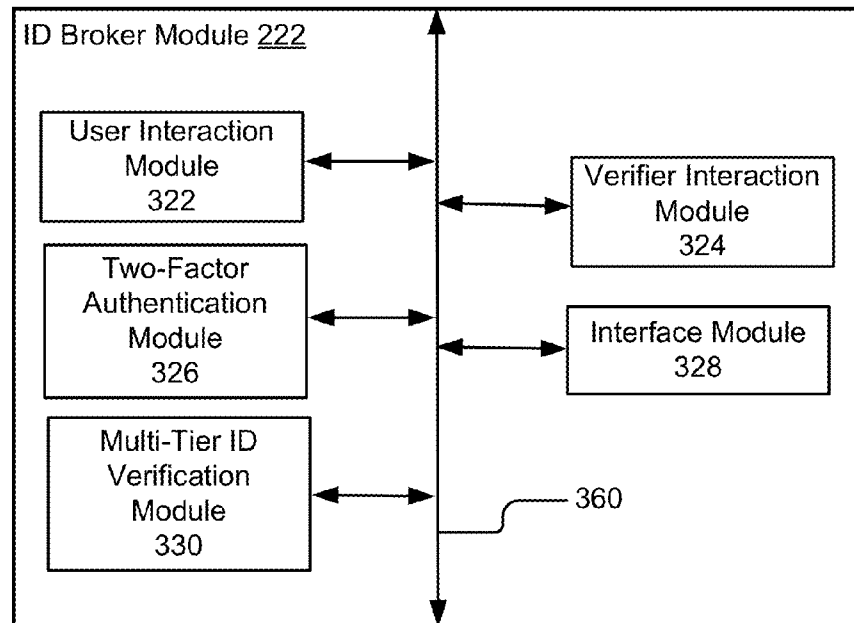 ID Broker Module 222
User Interaction
Module
322
Verifier Interaction
Module
324
Two-Factor
Authentication
Module
326
Interface Module
328
Multi-Tier ID
Verification
Module
330
360